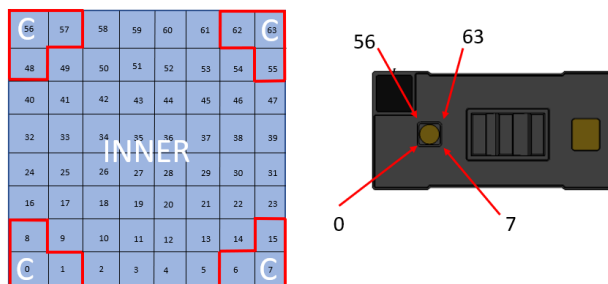 C 56 57 58 59 60 61 62 63 C
48 49 50 51 52 53 54 55
40 41 42 43 44 45 46 47
32 33 34 35 36 37 38 39
INNER
24 25 26 27 28 29 30 31
16 17 18 19 20 21 22 23
8 9 10 11 12 13 14 15
C 0 1 2 3 4 5 6 7 C
56 63
0 7